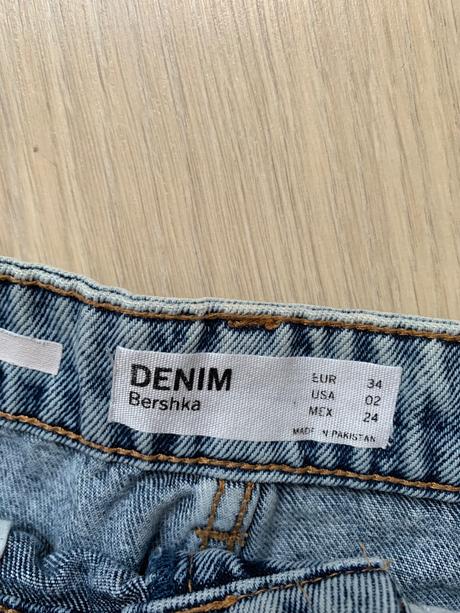 DENIM
Bershka
EUR 34
USA 02
MEX 24
MADE IN PAKISTAN